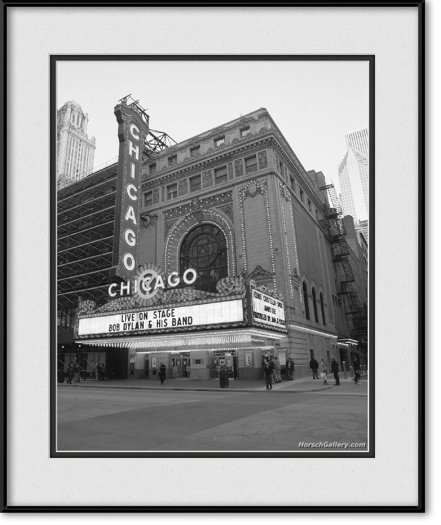 CHICAGO
CHICAGO
LIVE ON STAGE
BOB DYLAN & HIS BAND
HorschGallery.com